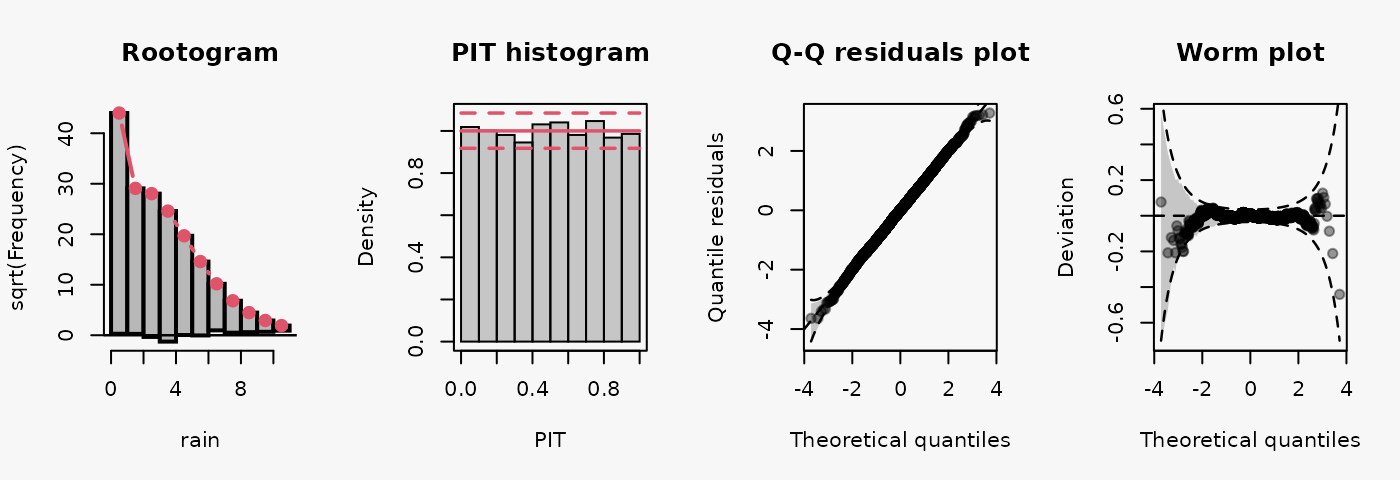 Rootogram
sqrt(Frequency)
0 10 20 30 40
0 4 8
rain
PIT histogram
Density
0.0 0.4 0.8
0.0 0.4 0.8
PIT
Q-Q residuals plot
Quantile residuals
-4 -2 0 2
-4 -2 0 2 4
Theoretical quantiles
Worm plot
Deviation
-0.6 -0.2 0.2 0.6
-4 -2 0 2 4
Theoretical quantiles